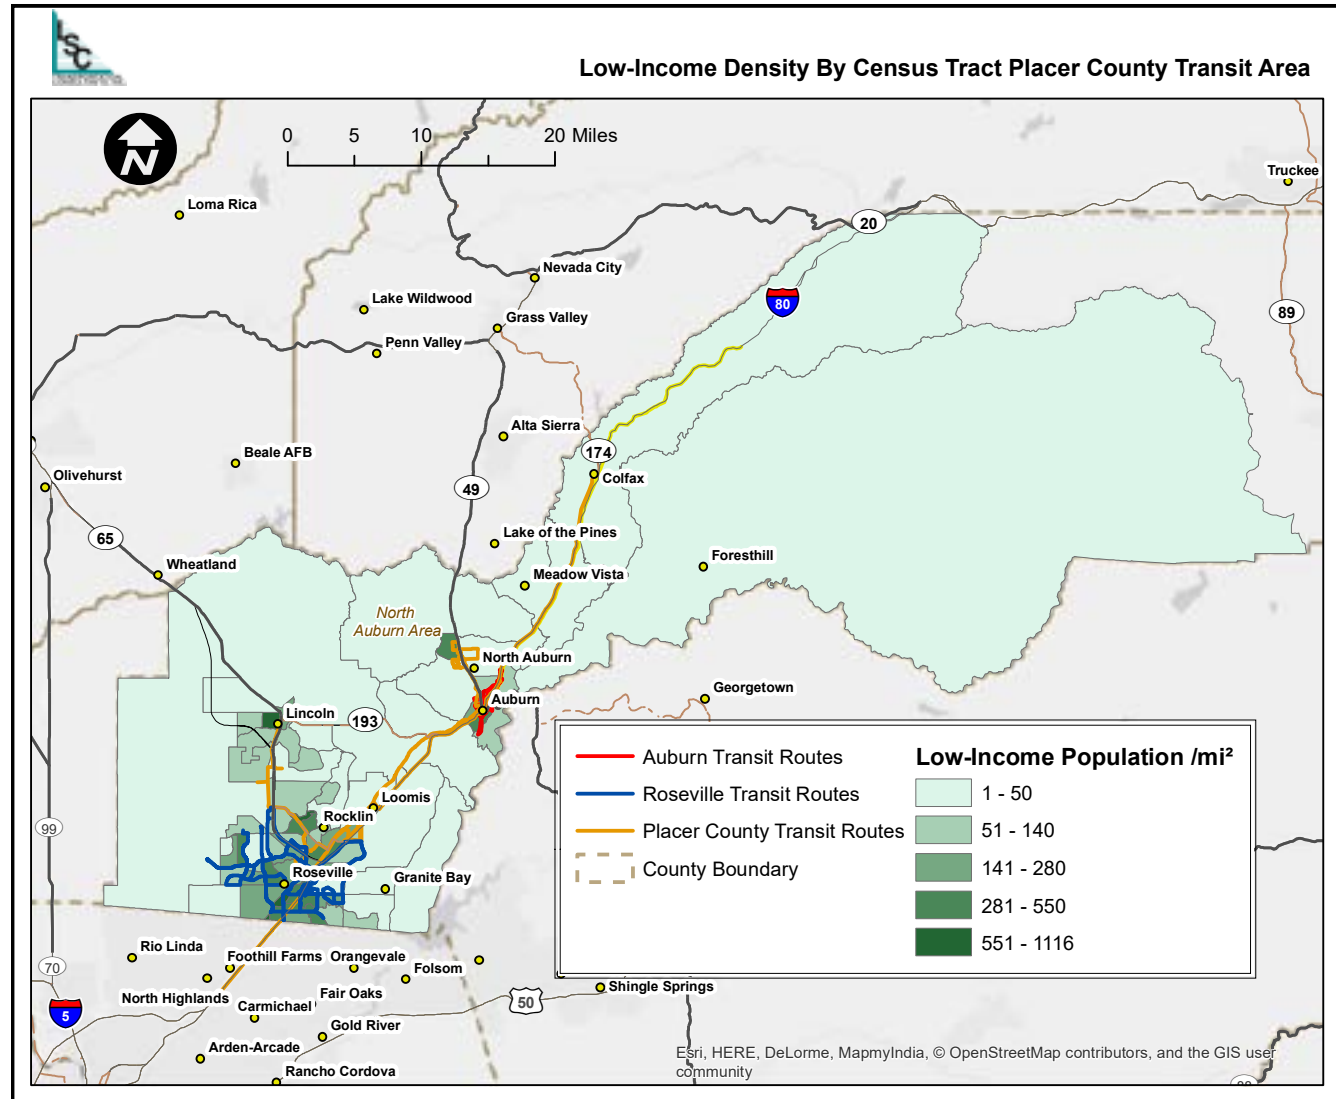 LSC
Low-Income Density By Census Tract Placer County Transit Area
0 5 10 20 Miles
N
Truckee
Loma Rica
20
Nevada City
80
Lake Wildwood
Grass Valley
89
Penn Valley
Alta Sierra
Beale AFB
174
Olivehurst
Colfax
49
65
Lake of the Pines
Foresthill
Wheatland
Meadow Vista
North
Auburn Area
North Auburn
Georgetown
Auburn
Lincoln
193
Auburn Transit Routes
Roseville Transit Routes
Placer County Transit Routes
County Boundary
Low-Income Population /mi²
1 - 50
51 - 140
141 - 280
281 - 550
551 - 1116
Loomis
Rocklin
99
Roseville
Granite Bay
Rio Linda
Foothill Farms
Orangevale
70
Folsom
North Highlands
Fair Oaks
Shingle Springs
Carmichael
50
5
Gold River
Arden-Arcade
Rancho Cordova
Esri, HERE, DeLorme, MapmyIndia, © OpenStreetMap contributors, and the GIS user
community